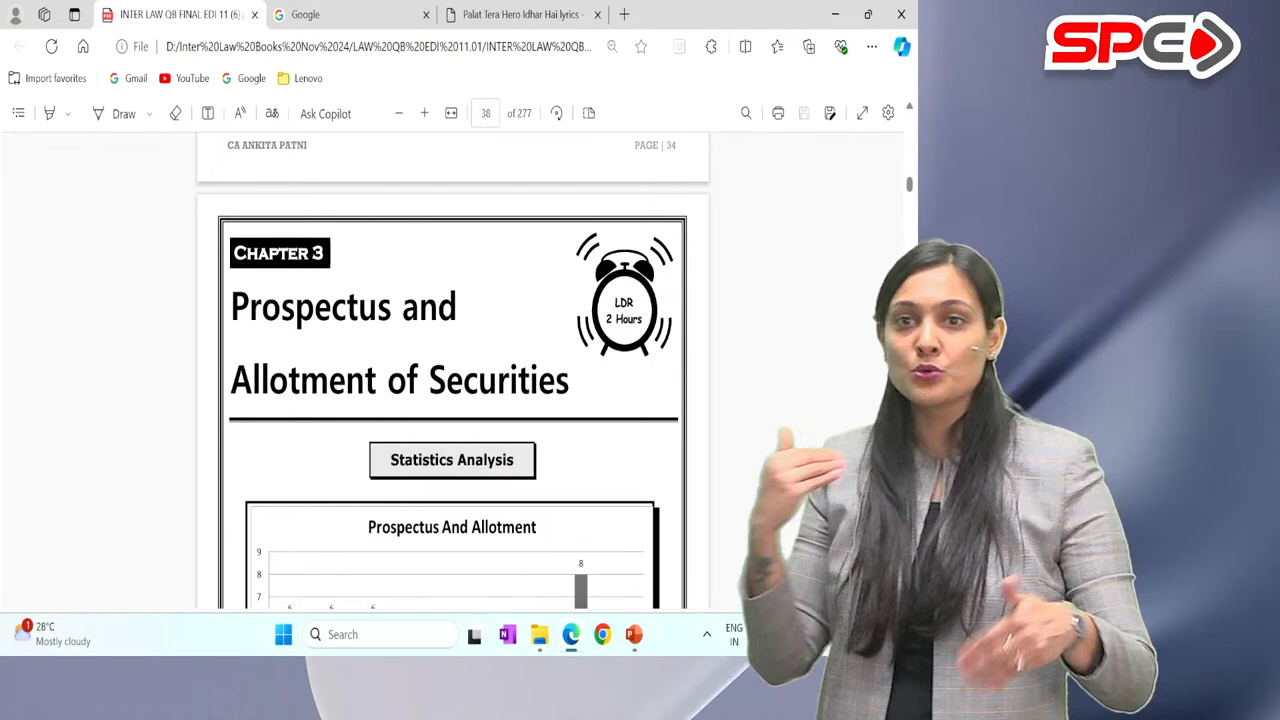 INTER LAW QB FINAL EDI 11 (6)
Google
Palat Tera Hero Idhar Hai lyrics -
File
D:/Inter%20Law%20Books%20Nov%2024/LAW%20QB%20EDI%2011.../INTER%20LAW%20QB...
Import favorites
Gmail
YouTube
Google
Lenovo
Draw
Ask Copilot
38 of 277
CA ANKITA PATNI
PAGE | 34
CHAPTER 3
LDR
2 Hours
Prospectus and
Allotment of Securities
Statistics Analysis
Prospectus And Allotment
9
8
8
7
28°C
Mostly cloudy
1
Search
ENG
IN
SPC